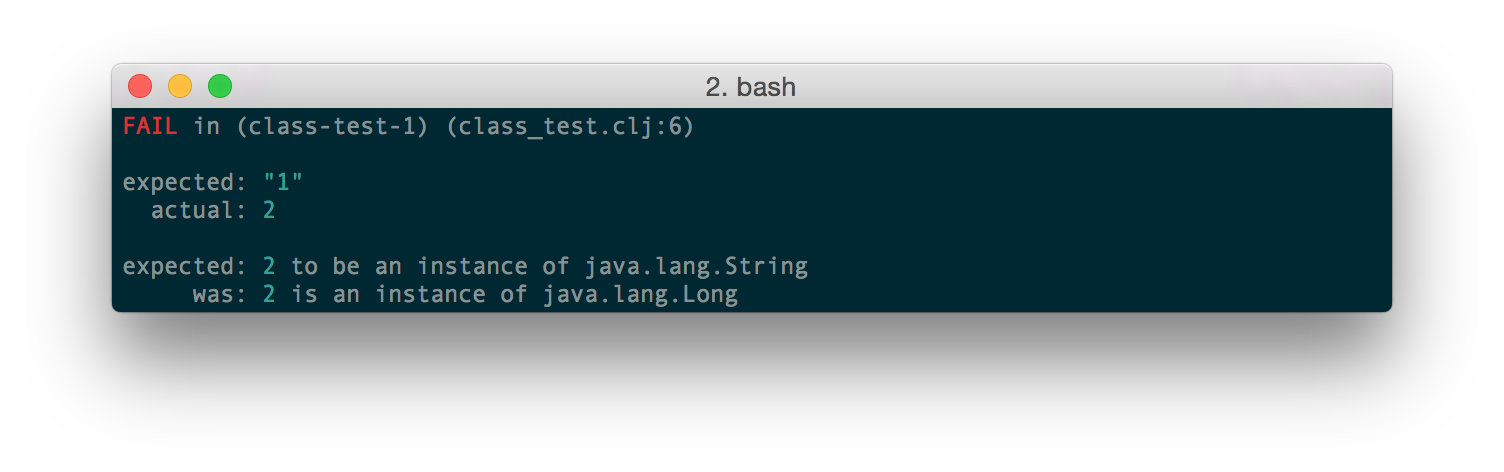 2. bash
FAIL in (class-test-1) (class_test.clj:6)
expected: "1"
actual: 2
expected: 2 to be an instance of java.lang.String
was: 2 is an instance of java.lang.Long